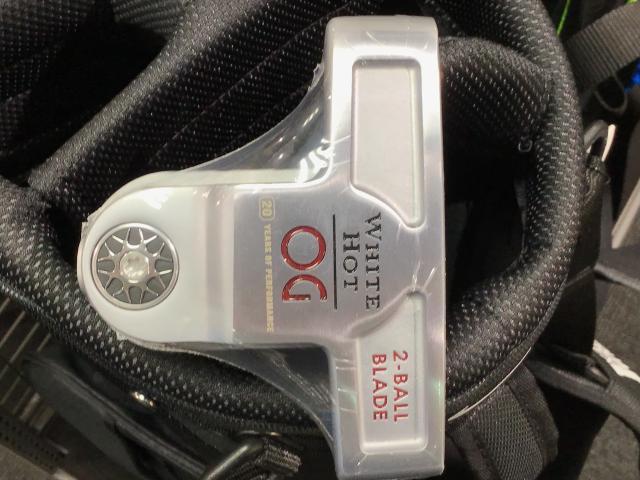 WHITE
HOT
OG
20 YEARS OF PERFORMANCE
2-BALL
BLADE